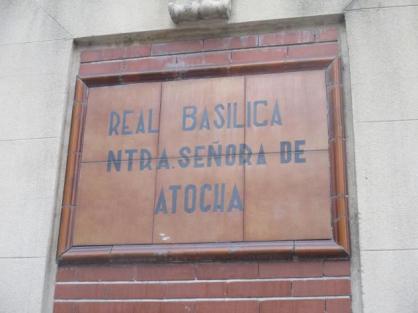 REAL BASILICA
NTRA. SEÑORA DE
ATOCHA